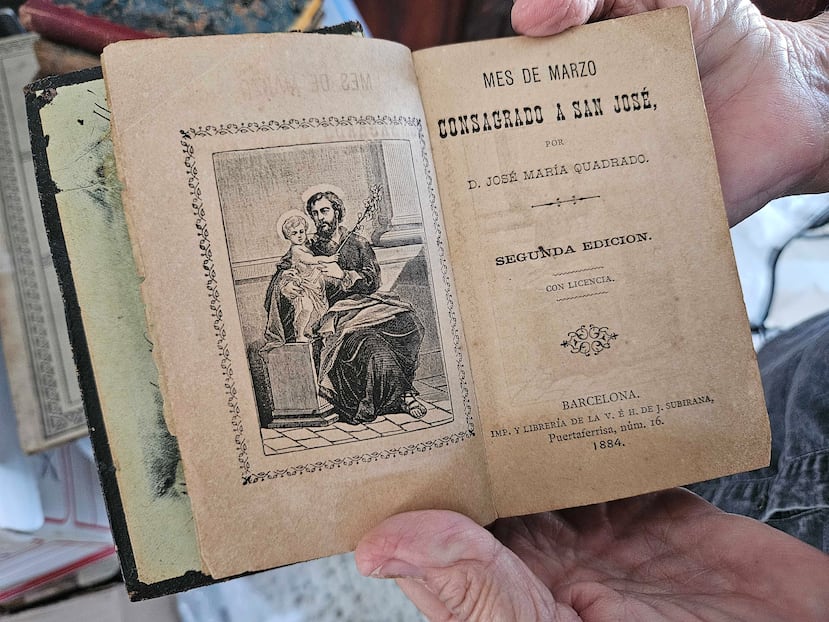 MES DE MARZO
CONSAGRADO A SAN JOSÉ,
POR
D. JOSÉ MARÍA QUADRADO.
SEGUNDA EDICION.
CON LICENCIA.
BARCELONA.
IMP. Y LIBRERÍA DE LA V. É H. DE J. SUBIRANA,
Puertaferrisa, núm. 16.
1884.